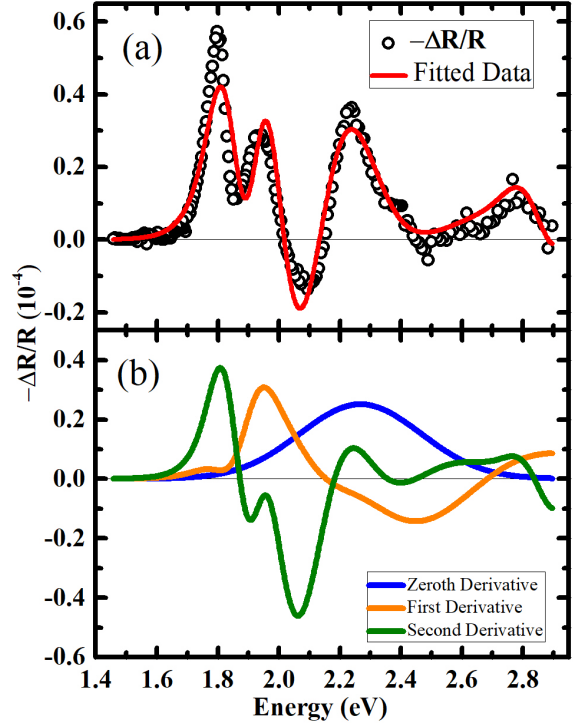 (a)
−ΔR/R
Fitted Data
0.6
0.4
0.2
0.0
-0.2
−ΔR/R (10⁻⁴)
(b)
0.4
0.2
0.0
-0.2
-0.4
-0.6
Zeroth Derivative
First Derivative
Second Derivative
1.4 1.6 1.8 2.0 2.2 2.4 2.6 2.8 3.0
Energy (eV)